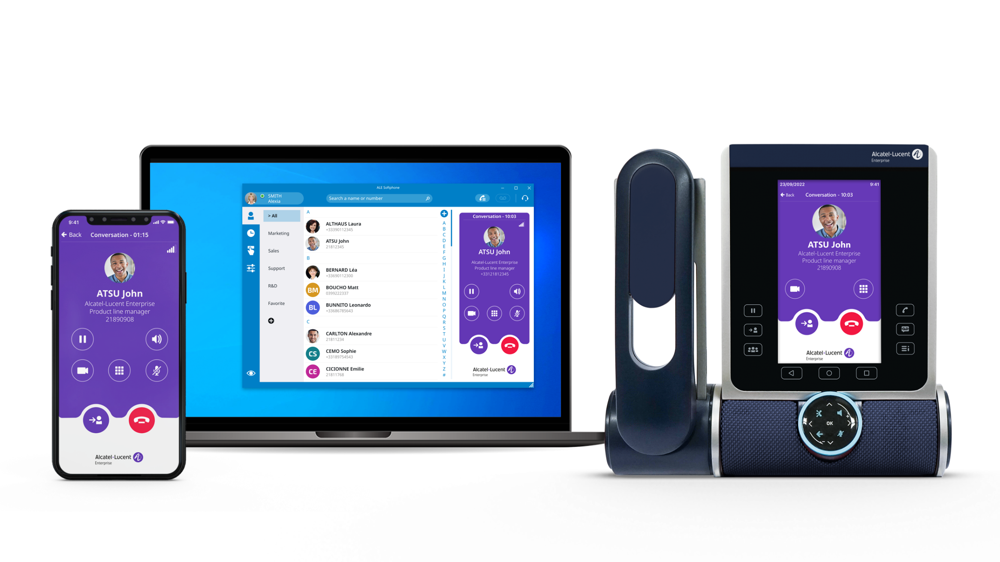 9:41
Back Conversation - 01:15
ATSU John
Alcatel-Lucent Enterprise
Product line manager
21890908
Alcatel·Lucent
Enterprise
ALE Softphone
SMITH
Alexia
Search a name or number
> All
Marketing
Sales
Support
R&D
Favorite
A
ALTHAUS Laura
+33390112345
ATSU John
21812345
B
BERNARD Léa
+33690112300
BM
BOUCHO Matt
0399222337
BL
BUNNITO Leonardo
+33686785643
C
CARLTON Alexandre
21811234
CS
CEMO Sophie
+33189754543
CE
CICIONNE Emilie
21811768
A
B
C
D
E
F
G
H
I
J
K
L
M
N
O
P
Q
R
S
T
U
V
W
X
Y
Z
#
Conversation - 10:03
ATSU John
Alcatel-Lucent Enterprise
Product line manager
+33121812345
Alcatel·Lucent
Enterprise
Alcatel·Lucent
Enterprise
23/09/2022 9:41
Back Conversation - 10:03
ATSU John
Alcatel-Lucent Enterprise
Product line manager
21890908
Alcatel·Lucent
Enterprise
OK